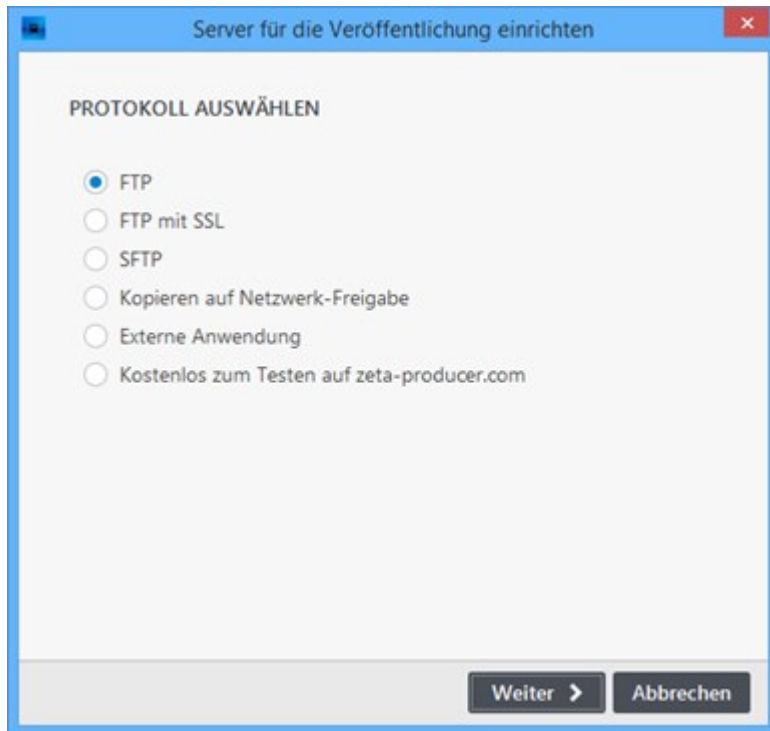 Server für die Veröffentlichung einrichten
PROTOKOLL AUSWÄHLEN
FTP
FTP mit SSL
SFTP
Kopieren auf Netzwerk-Freigabe
Externe Anwendung
Kostenlos zum Testen auf zeta-producer.com
Weiter
Abbrechen